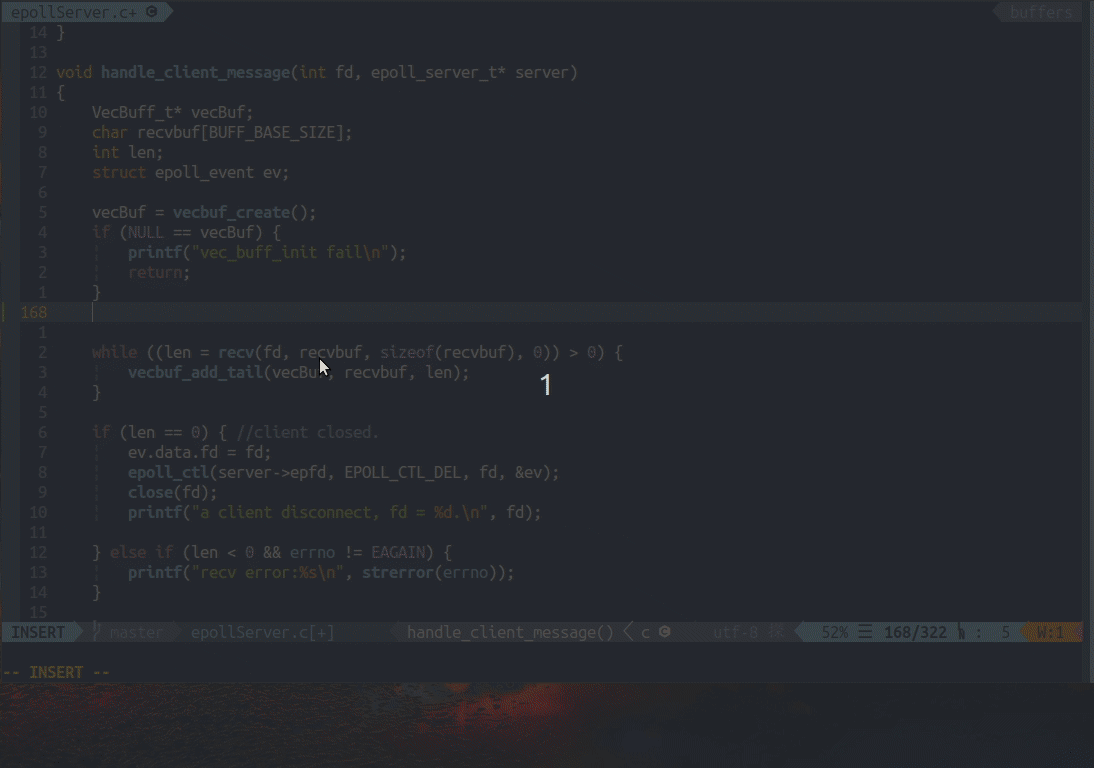 epollServer.c+ buffers
14 }
13
12 void handle_client_message(int fd, epoll_server_t* server)
11 {
10     VecBuff_t* vecBuf;
9     char recvbuf[BUFF_BASE_SIZE];
8     int len;
7     struct epoll_event ev;
6
5     vecBuf = vecbuf_create();
4     if (NULL == vecBuf) {
3         printf("vec_buff_init fail\n");
2         return;
1     }
168
1
2     while ((len = recv(fd, recvbuf, sizeof(recvbuf), 0)) > 0) {
3         vecbuf_add_tail(vecBuf, recvbuf, len);
4     }
1
5
6     if (len == 0) { //client closed.
7         ev.data.fd = fd;
8         epoll_ctl(server->epfd, EPOLL_CTL_DEL, fd, &ev);
9         close(fd);
10         printf("a client disconnect, fd = %d.\n", fd);
11
12     } else if (len < 0 && errno != EAGAIN) {
13         printf("recv error:%s\n", strerror(errno));
14     }
15
INSERT master epollServer.c[+] handle_client_message() c utf-8 52% ☰ 168/322 : 5 W:1
-- INSERT --